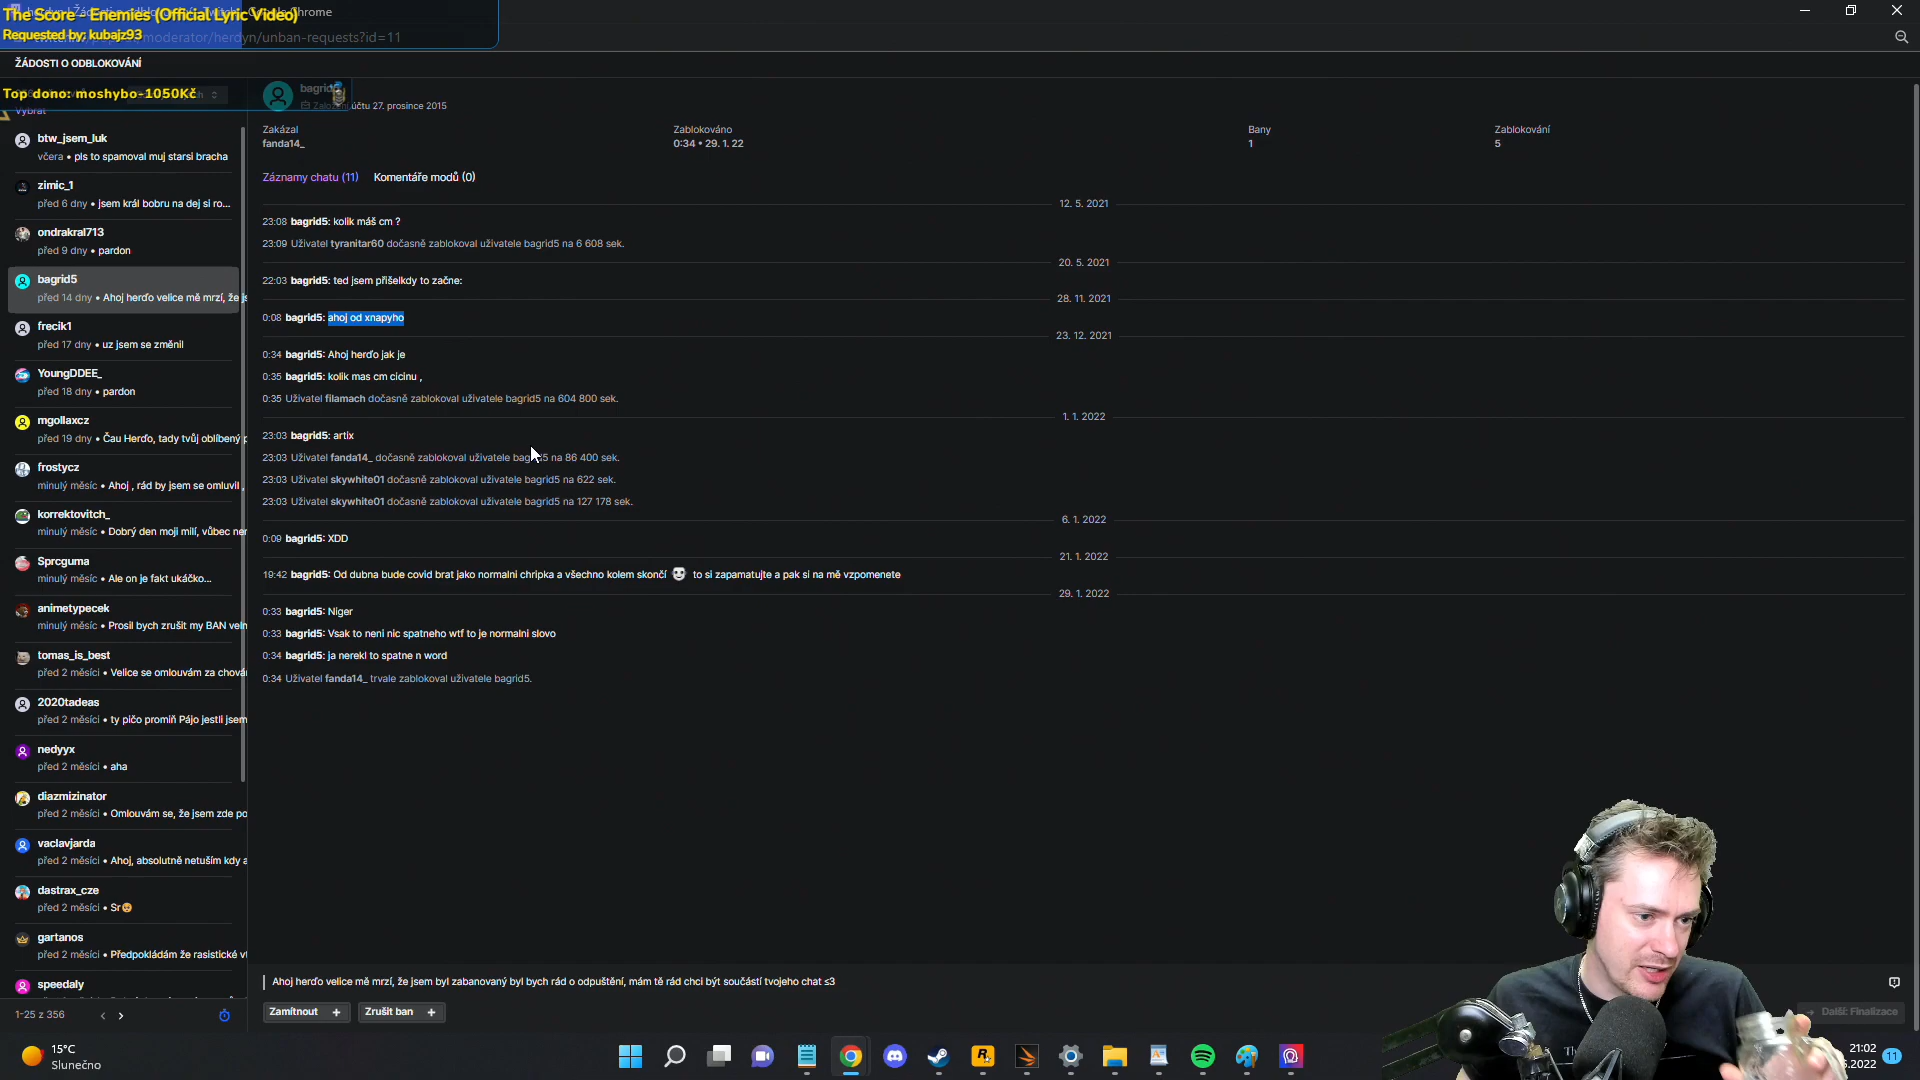 The Score - Enemies (Official Lyric Video)
Chrome
Requested by: kubajz93
moderator/herdyn/unban-requests?id=11
ŽÁDOSTI O ODBLOKOVÁNÍ
Top dono: moshybo-1050Kč
Vybrat
btw_jsem_luk
včera • pls to spamoval muj starsi bracha
zimic_1
před 6 dny • jsem král bobru na dej si ro...
ondrakral713
před 9 dny • pardon
bagrid5
před 14 dny • Ahoj herďo velice mě mrzí, že js
frecik1
před 17 dny • uz jsem se změnil
YoungDDEE_
před 18 dny • pardon
mgollaxcz
před 19 dny • Čau Herďo, tady tvůj oblíbený p
frostycz
minulý měsíc • Ahoj , rád by jsem se omluvil ,
korrektovitch_
minulý měsíc • Dobrý den moji milí, vůbec ner
Sprcguma
minulý měsíc • Ale on je fakt ukáčko...
animetypecek
minulý měsíc • Prosil bych zrušit my BAN veln
tomas_is_best
před 2 měsíci • Velice se omlouvám za chová
2020tadeas
před 2 měsíci • ty pičo promiň Pájo jestli jsem
nedyyx
před 2 měsíci • aha
diazmizinator
před 2 měsíci • Omlouvám se, že jsem zde po
vaclavjarda
před 2 měsíci • Ahoj, absolutně netuším kdy a
dastrax_cze
před 2 měsíci • Sr
gartanos
před 2 měsíci • Předpokládám že rasistické vt
speedaly
1-25 z 356
bagrid5
účtu 27. prosince 2015
Zakázal
fanda14_
Zablokováno
0:34 • 29. 1. 22
Bany
1
Zablokování
5
Záznamy chatu (11) Komentáře modů (0)
12. 5. 2021
23:08 bagrid5: kolik máš cm ?
23:09 Uživatel tyranitar60 dočasně zablokoval uživatele bagrid5 na 6 608 sek.
20. 5. 2021
22:03 bagrid5: ted jsem přišelkdy to začne:
28. 11. 2021
0:08 bagrid5: ahoj od xnapyho
23. 12. 2021
0:34 bagrid5: Ahoj herďo jak je
0:35 bagrid5: kolik mas cm cicinu ,
0:35 Uživatel filamach dočasně zablokoval uživatele bagrid5 na 604 800 sek.
1. 1. 2022
23:03 bagrid5: artix
23:03 Uživatel fanda14_ dočasně zablokoval uživatele bagrid5 na 86 400 sek.
23:03 Uživatel skywhite01 dočasně zablokoval uživatele bagrid5 na 622 sek.
23:03 Uživatel skywhite01 dočasně zablokoval uživatele bagrid5 na 127 178 sek.
6. 1. 2022
0:09 bagrid5: XDD
21. 1. 2022
19:42 bagrid5: Od dubna bude covid brat jako normalni chripka a všechno kolem skončí to si zapamatujte a pak si na mě vzpomenete
29. 1. 2022
0:33 bagrid5: Niger
0:33 bagrid5: Vsak to neni nic spatneho wtf to je normalni slovo
0:34 bagrid5: ja nerekl to spatne n word
0:34 Uživatel fanda14_ trvale zablokoval uživatele bagrid5.
Ahoj herďo velice mě mrzí, že jsem byl zabanovaný byl bych rád o odpuštění, mám tě rád chci být součástí tvojeho chat ≤3
Zamítnout + Zrušit ban +
Další: Finalizace
15°C
Slunečno
21:02
.2022
11